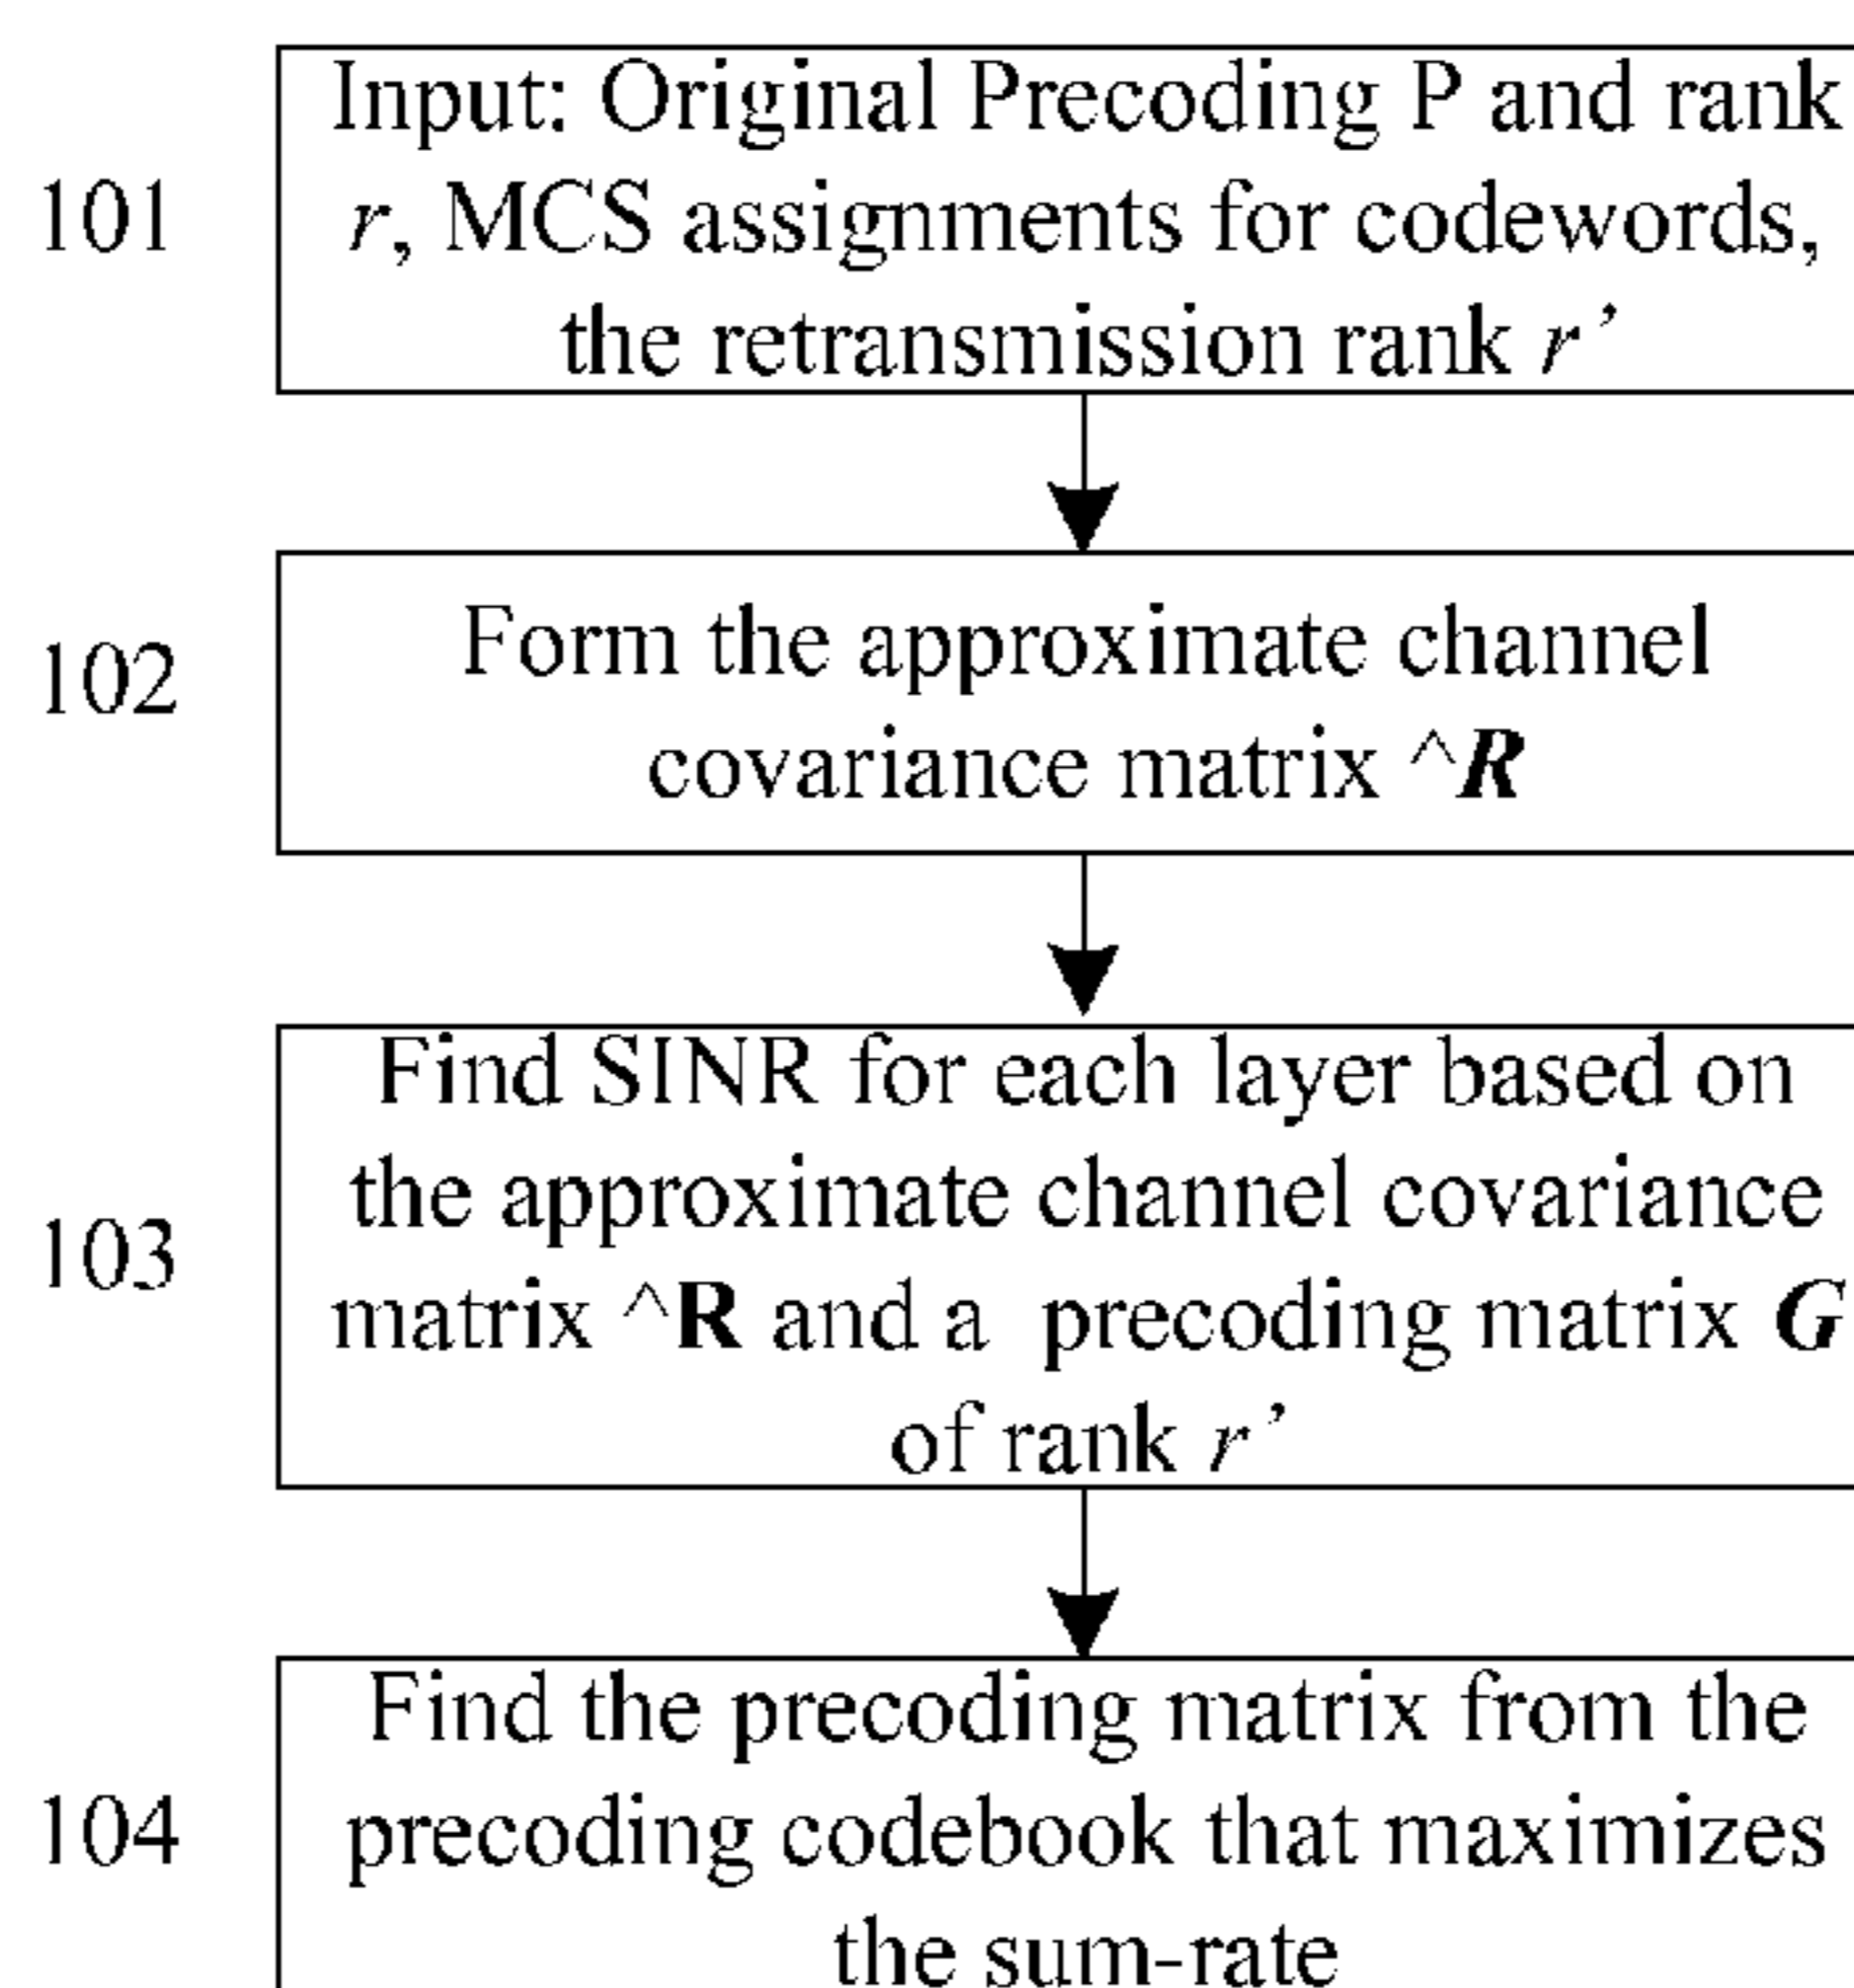 101
Input: Original Precoding P and rank
r, MCS assignments for codewords,
the retransmission rank r’
102
Form the approximate channel
covariance matrix ^R
103
Find SINR for each layer based on
the approximate channel covariance
matrix ^R and a precoding matrix G
of rank r’
104
Find the precoding matrix from the
precoding codebook that maximizes
the sum-rate